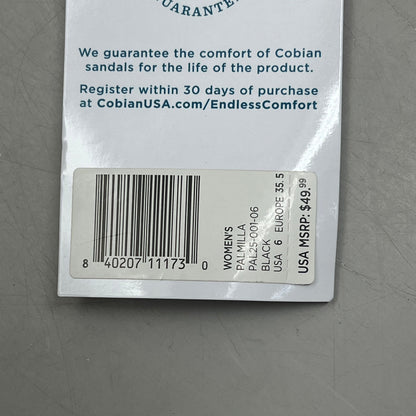 GUARANTEE
We guarantee the comfort of Cobian
sandals for the life of the product.
Register within 30 days of purchase
at CobianUSA.com/EndlessComfort
8 40207 11173 0
WOMEN'S
PALMILLA
PAL25-001-06
BLACK
USA 6 EUROPE 35.5
USA MSRP: $49.99